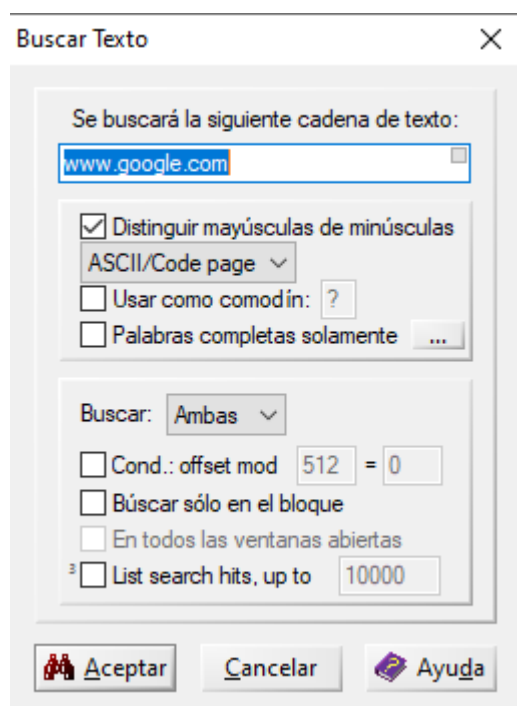 Buscar Texto
Se buscará la siguiente cadena de texto:
www.google.com
Distinguir mayúsculas de minúsculas
ASCII/Code page
Usar como comodín: ?
Palabras completas solamente ...
Buscar: Ambas
Cond.: offset mod 512 = 0
Búscar sólo en el bloque
En todos las ventanas abiertas
3 List search hits, up to 10000
Aceptar Cancelar Ayuda